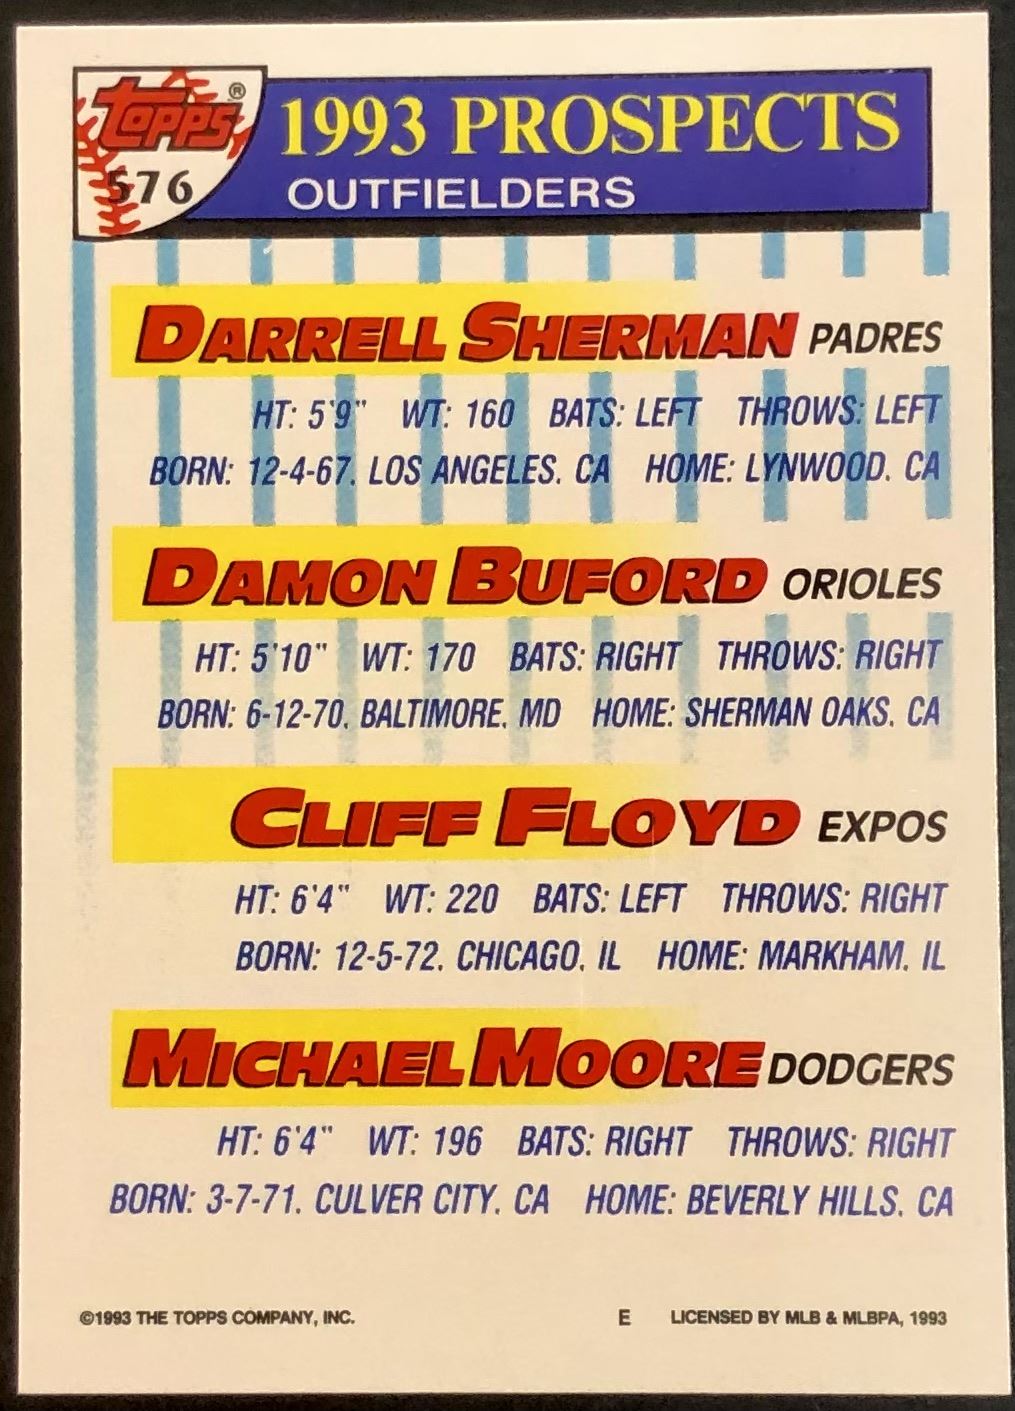 TOPPS®
576
1993 PROSPECTS
OUTFIELDERS
DARRELL SHERMAN PADRES
HT: 5'9" WT: 160 BATS: LEFT THROWS: LEFT
BORN: 12-4-67, LOS ANGELES, CA HOME: LYNWOOD, CA
DAMON BUFORD ORIOLES
HT: 5'10" WT: 170 BATS: RIGHT THROWS: RIGHT
BORN: 6-12-70, BALTIMORE, MD HOME: SHERMAN OAKS, CA
CLIFF FLOYD EXPOS
HT: 6'4" WT: 220 BATS: LEFT THROWS: RIGHT
BORN: 12-5-72, CHICAGO, IL HOME: MARKHAM, IL
MICHAEL MOORE DODGERS
HT: 6'4" WT: 196 BATS: RIGHT THROWS: RIGHT
BORN: 3-7-71, CULVER CITY, CA HOME: BEVERLY HILLS, CA
©1993 THE TOPPS COMPANY, INC. E LICENSED BY MLB & MLBPA, 1993